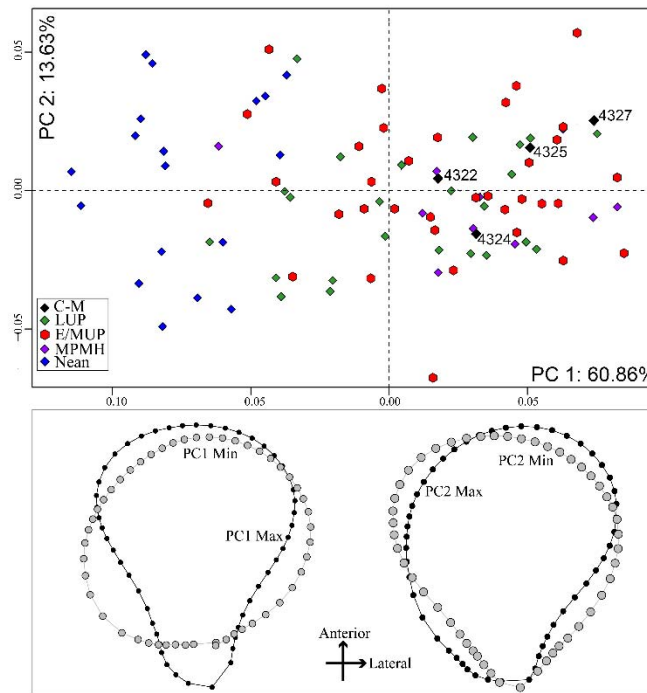 PC 2: 13.63%
0.05
0.00
-0.05
4327
4325
4322
4324
C-M
LUP
E/MUP
MPMH
Nean
PC 1: 60.86%
0.10
0.05
0.00
0.05
PC1 Min
PC1 Max
PC2 Min
PC2 Max
Anterior
Lateral